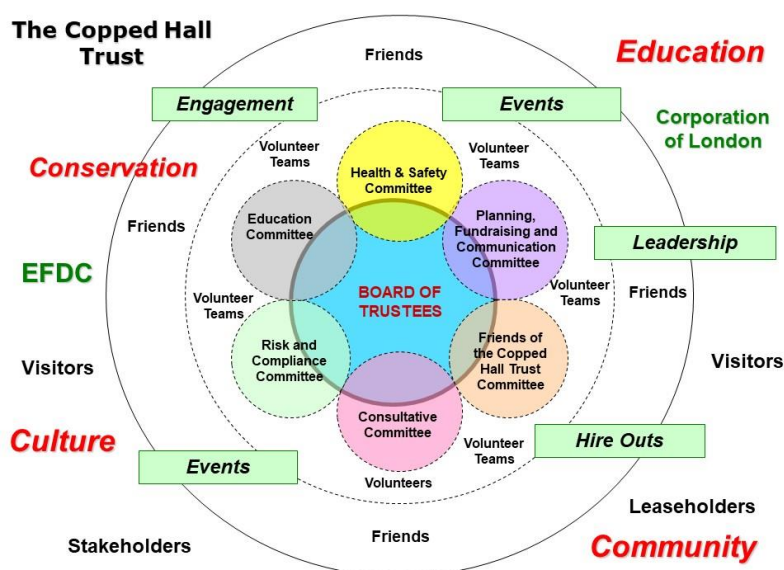 The Copped Hall
Trust
Friends
Education
Engagement
Events
Corporation
of London
Conservation
Volunteer
Teams
Health & Safety
Committee
Volunteer
Teams
Friends
Education
Committee
Planning,
Fundraising and
Communication
Committee
Leadership
EFDC
Volunteer
Teams
BOARD OF
TRUSTEES
Volunteer
Teams
Friends
Visitors
Risk and
Compliance
Committee
Friends of
the Copped
Hall Trust
Committee
Visitors
Culture
Consultative
Committee
Hire Outs
Events
Volunteers
Volunteer
Teams
Leaseholders
Stakeholders
Friends
Community